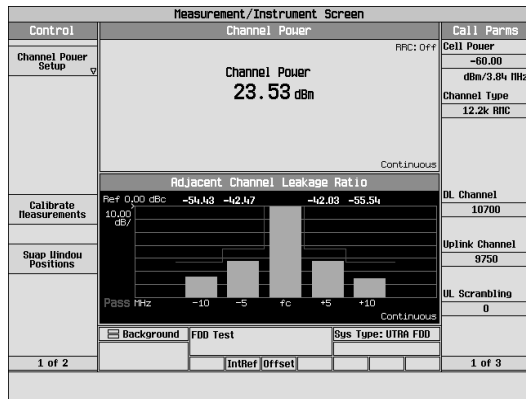 Measurement/Instrument Screen
Control
Channel Power
Call Parms
Channel Power
Setup
RRC: Off
Channel Power
23.53 dBm
Continuous
Cell Power
-60.00
dBm/3.84 MHz
Channel Type
12.2k RMC
Adjacent Channel Leakage Ratio
Ref 0.00 dBc
-54.43 -42.47 -42.03 -55.54
10.00
dB/
Pass MHz -10 -5 fc +5 +10
Continuous
Calibrate
Measurements
Swap Window
Positions
DL Channel
10700
Uplink Channel
9750
UL Scrambling
0
Background
FDD Test
Sys Type: UTRA FDD
1 of 2
IntRef Offset
1 of 3